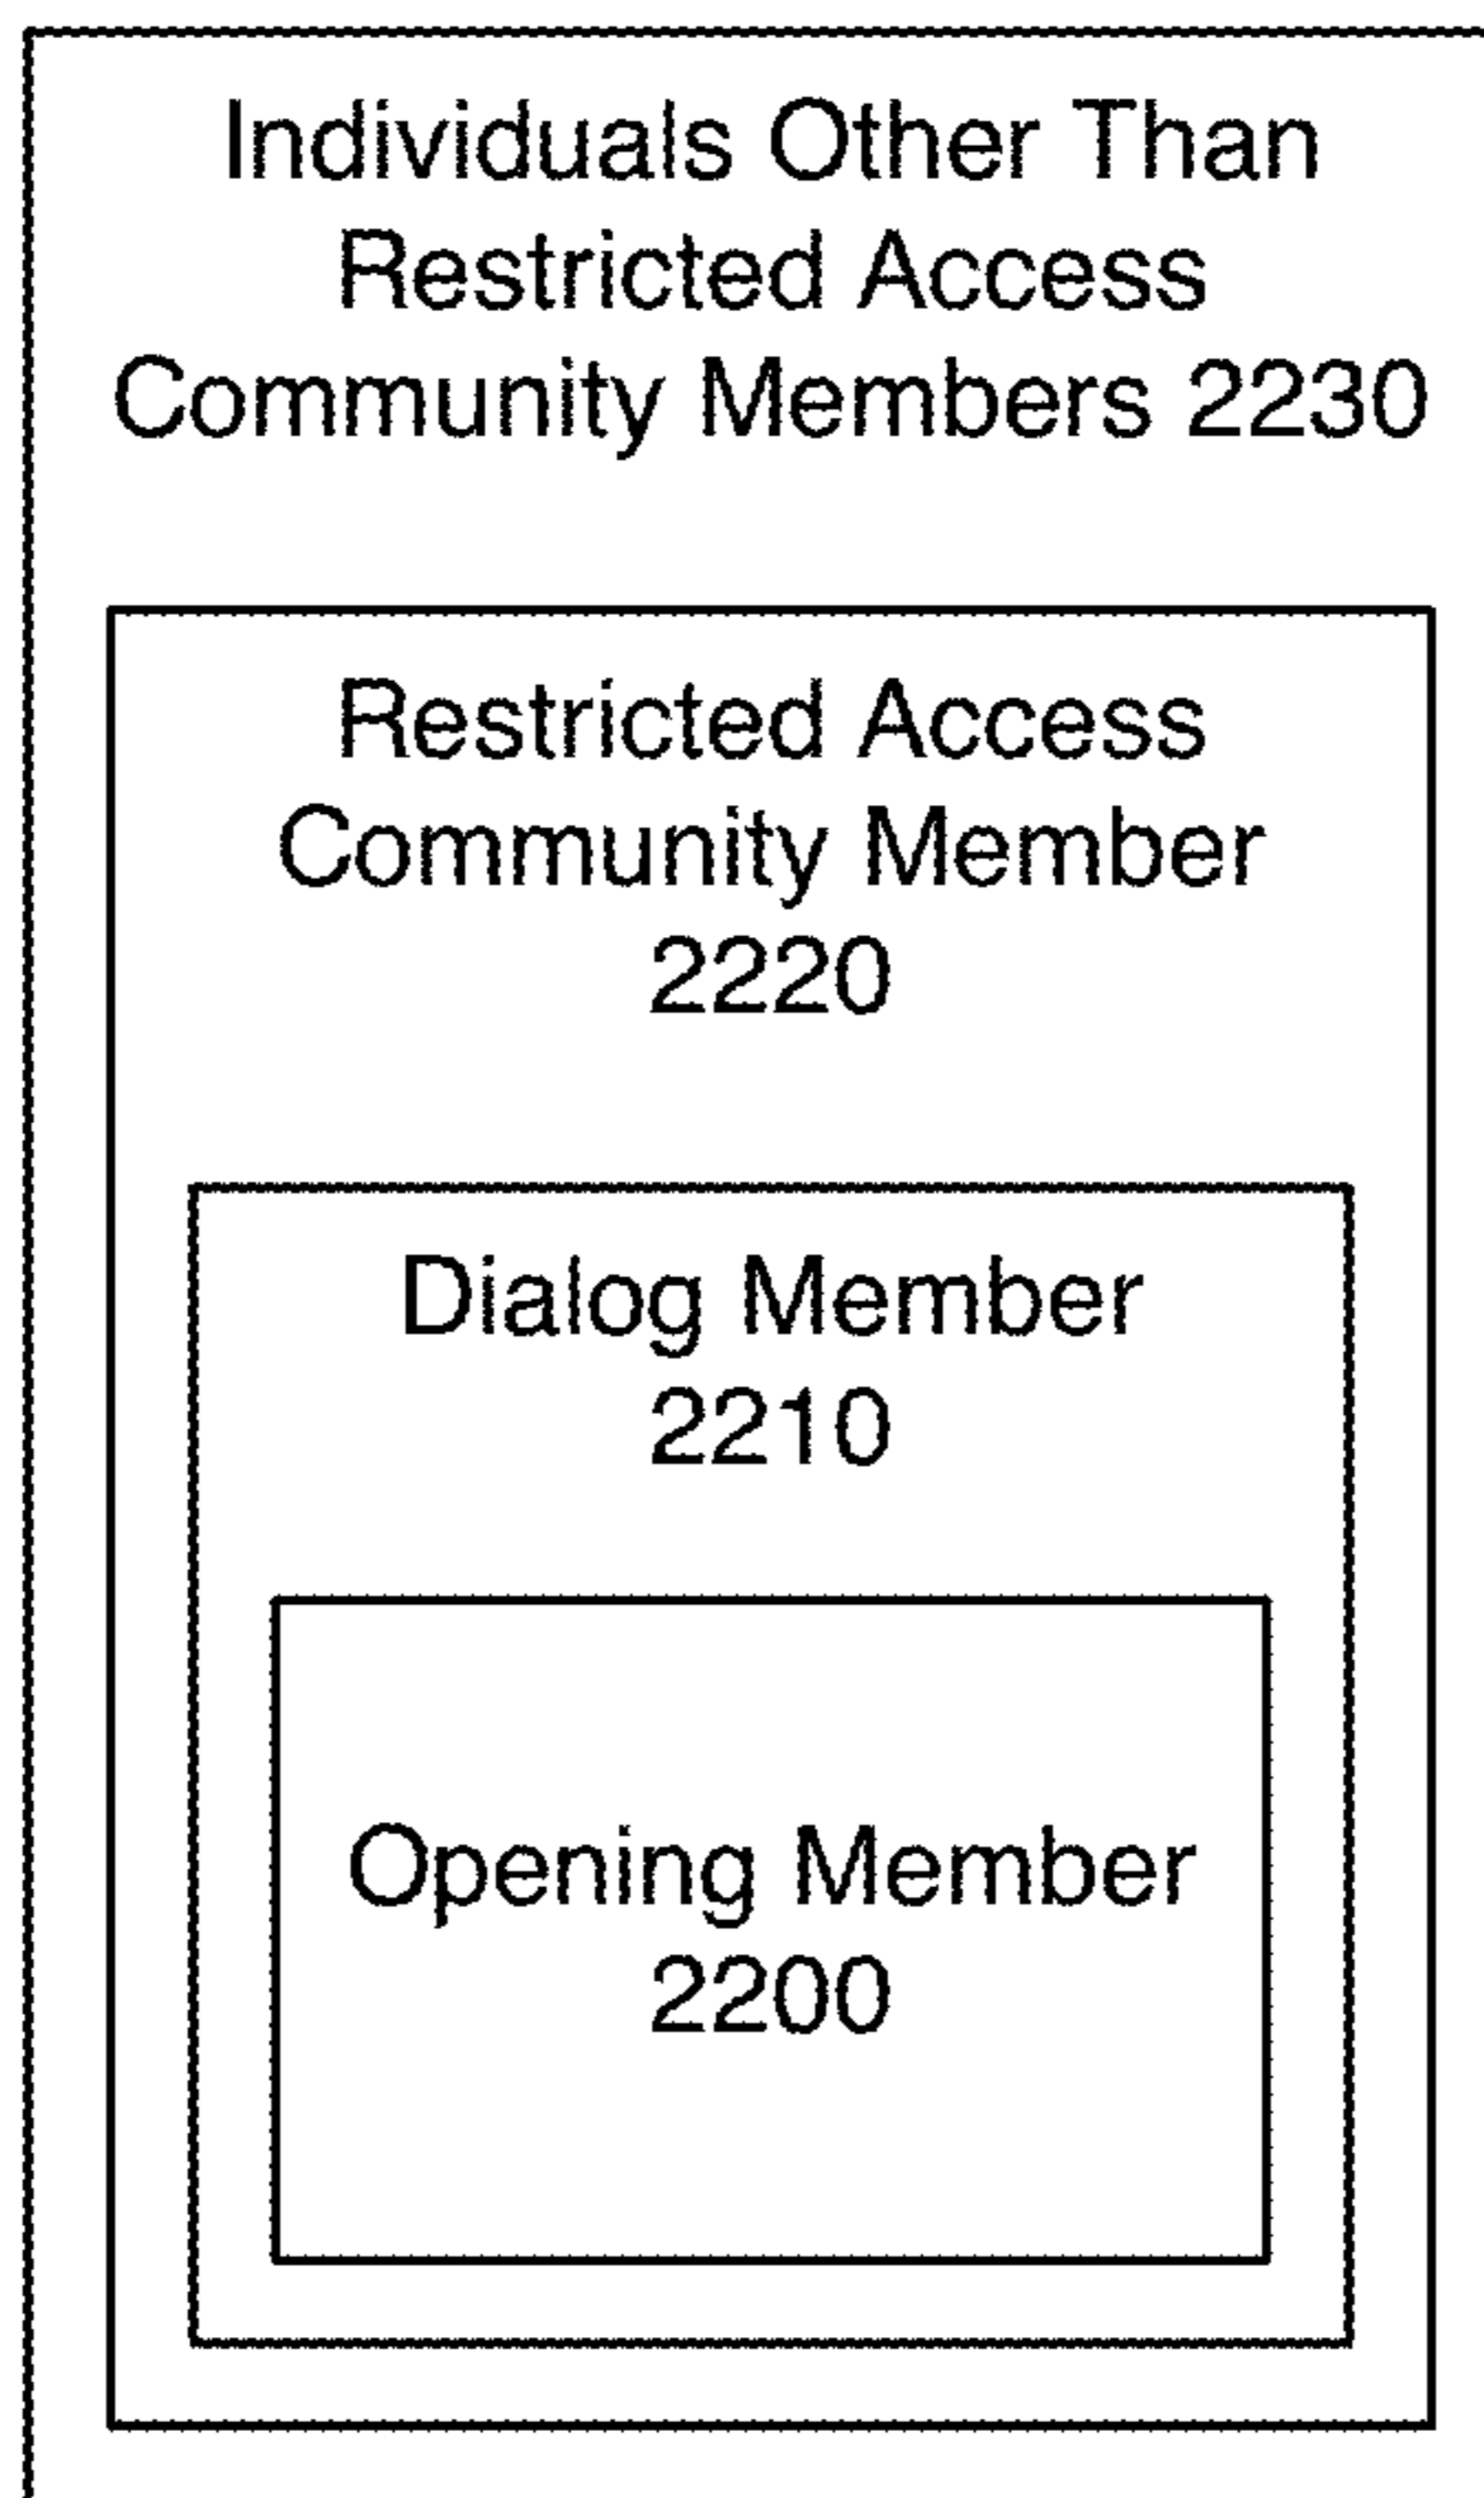 Individuals Other Than
Restricted Access
Community Members 2230
Restricted Access
Community Member
2220
Dialog Member
2210
Opening Member
2200